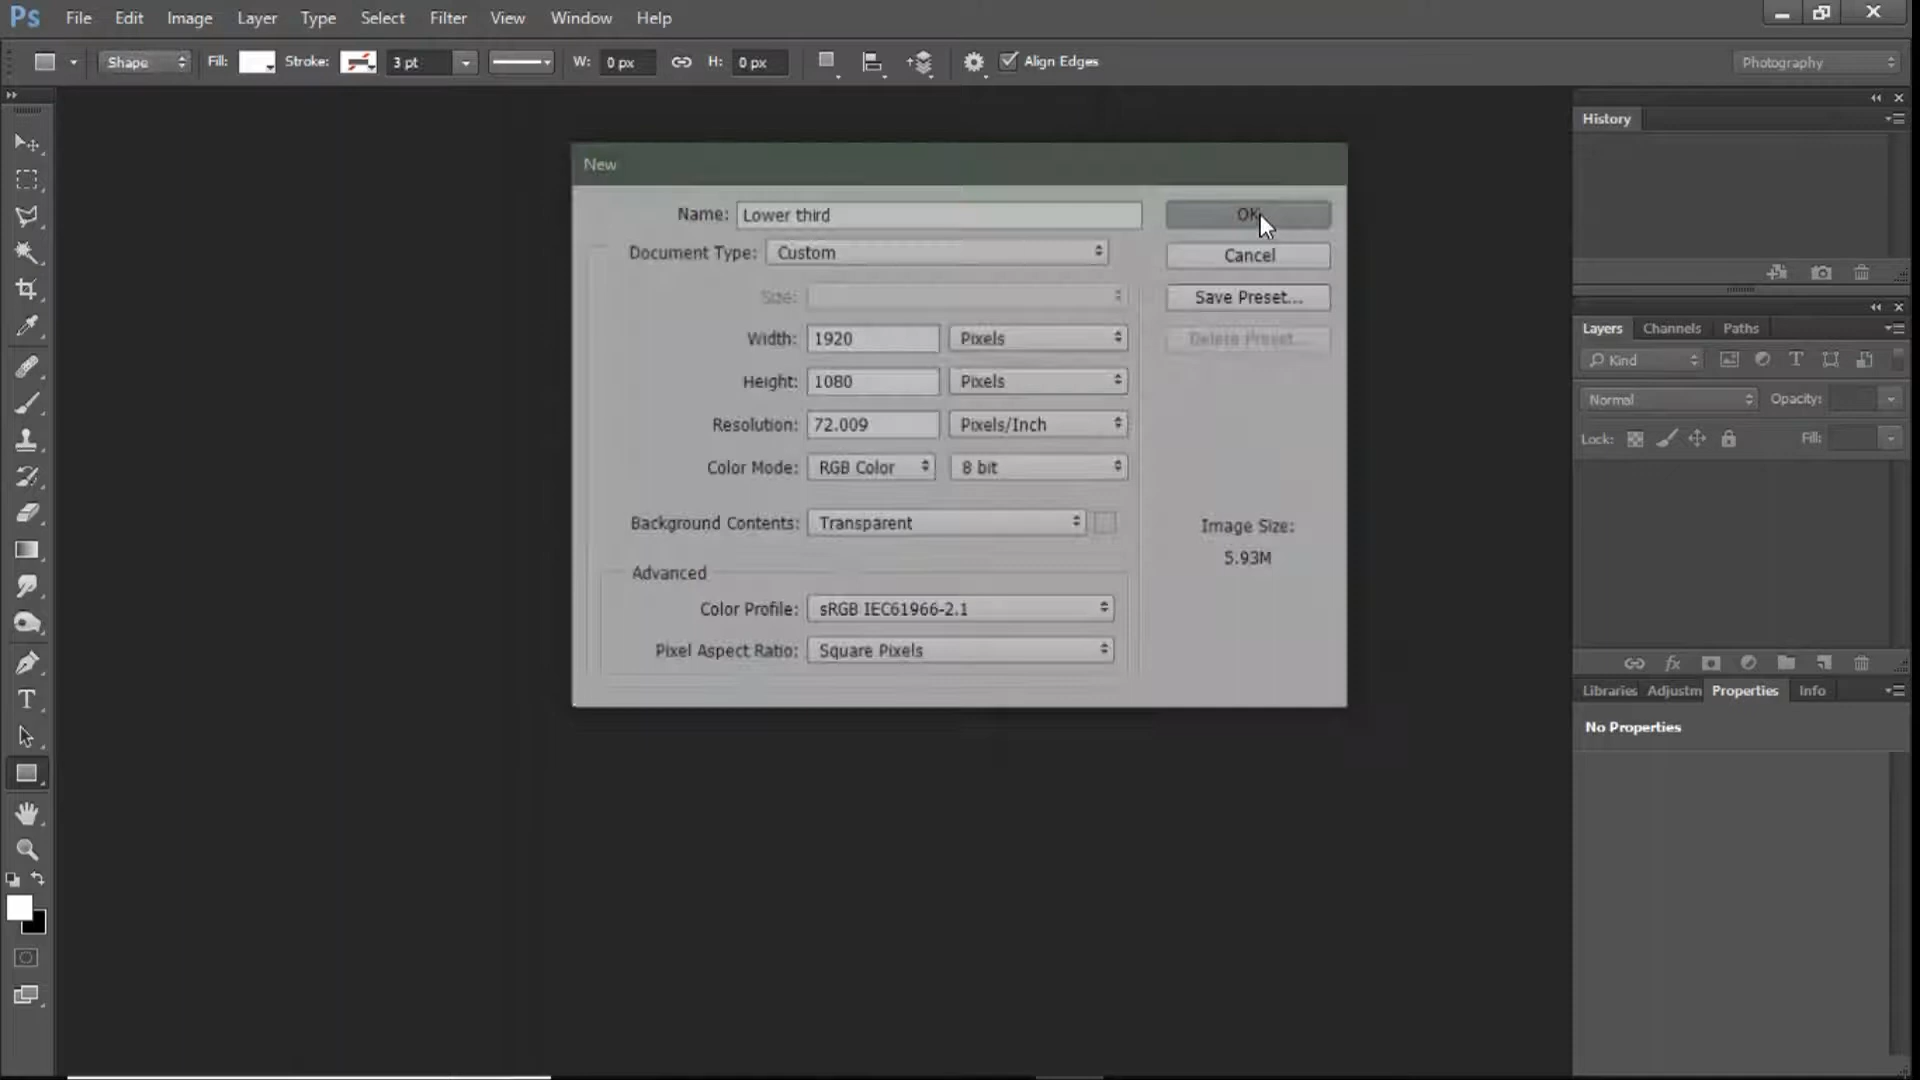 Ps File Edit Image Layer Type Select Filter View Window Help
Shape Fill: Stroke: 3 pt W: 0 px H: 0 px Align Edges Photography
History
New
Name: Lower third OK
Document Type: Custom Cancel
Size: Save Preset...
Width: 1920 Pixels Delete Preset...
Height: 1080 Pixels
Resolution: 72.009 Pixels/Inch
Color Mode: RGB Color 8 bit
Background Contents: Transparent Image Size:
5.93M
Advanced
Color Profile: sRGB IEC61966-2.1
Pixel Aspect Ratio: Square Pixels
Layers Channels Paths
Kind
Normal Opacity:
Lock: Fill:
fx
Libraries Adjustm Properties Info
No Properties
T